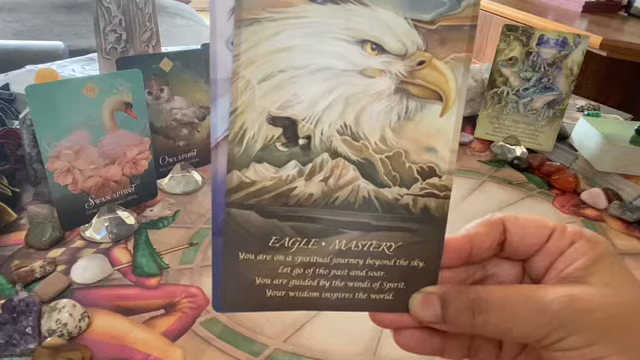 SWAN SPIRIT
OWL SPIRIT
EAGLE • MASTERY
You are on a spiritual journey beyond the sky.
Let go of the past and soar.
You are guided by the winds of Spirit.
Your wisdom inspires the world.